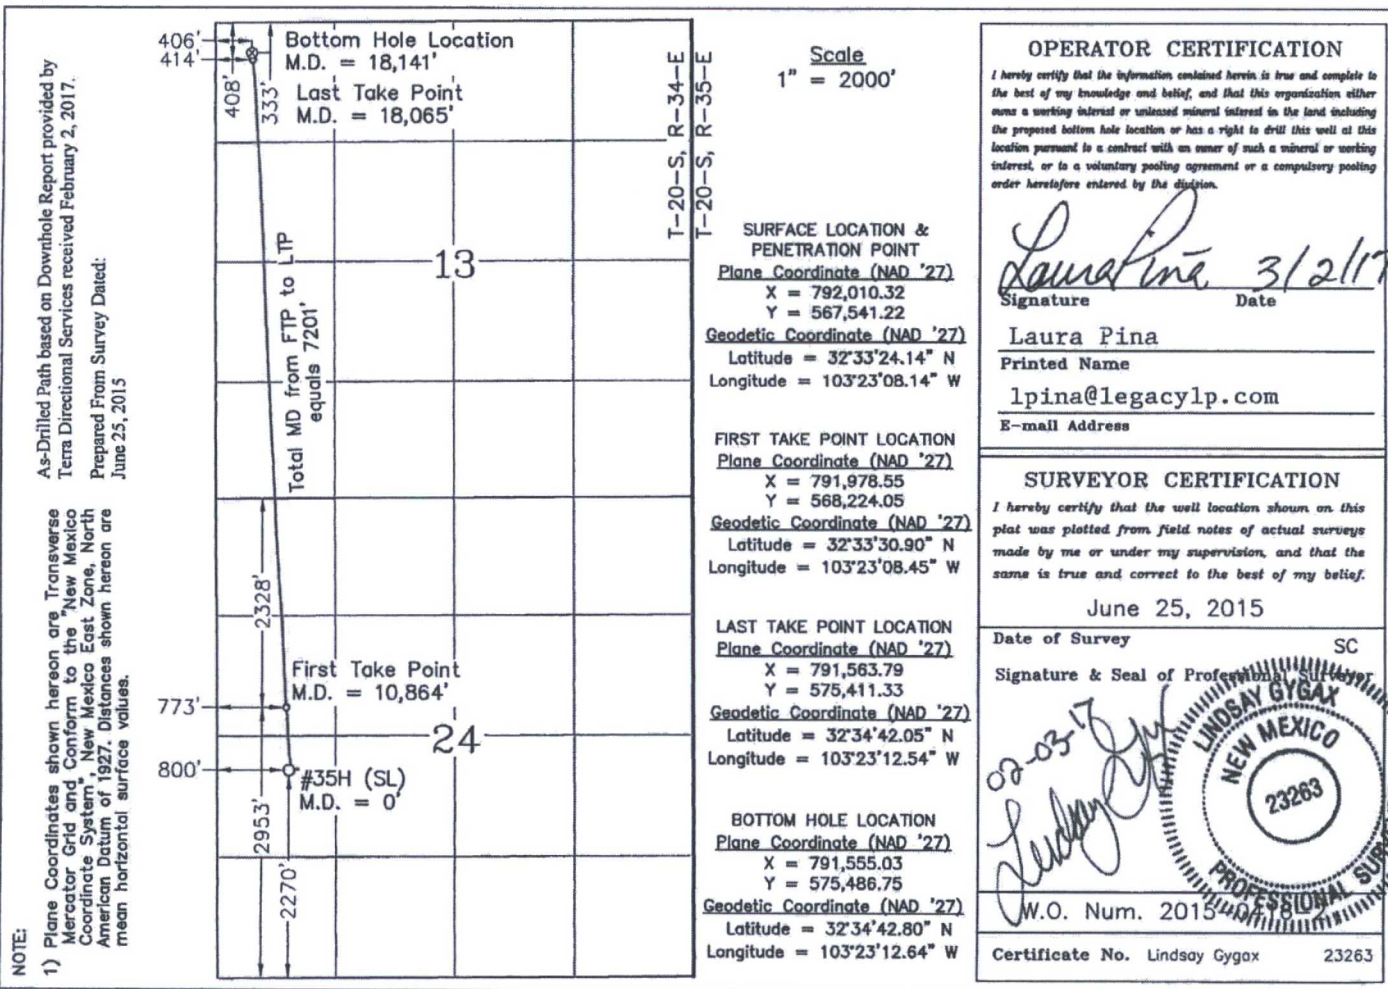 NOTE:
1) Plane Coordinates shown hereon are Transverse
Mercator Grid and Conform to the "New Mexico
Coordinate System", New Mexico East Zone, North
American Datum of 1927. Distances shown hereon are
mean horizontal surface values.
As-Drilled Path based on Downhole Report provided by
Terra Directional Services received February 2, 2017.
Prepared From Survey Dated:
June 25, 2015
406'
414'
408'
333'
Bottom Hole Location
M.D. = 18,141'
Last Take Point
M.D. = 18,065'
13
Total MD from FTP to LTP
equals 7201'
2328'
First Take Point
M.D. = 10,864'
773'
24
800'
#35H (SL)
M.D. = 0'
2953'
2270'
T-20-S, R-34-E
T-20-S, R-35-E
Scale
1" = 2000'
SURFACE LOCATION &
PENETRATION POINT
Plane Coordinate (NAD '27)
X = 792,010.32
Y = 567,541.22
Geodetic Coordinate (NAD '27)
Latitude = 32°33'24.14" N
Longitude = 103°23'08.14" W
FIRST TAKE POINT LOCATION
Plane Coordinate (NAD '27)
X = 791,978.55
Y = 568,224.05
Geodetic Coordinate (NAD '27)
Latitude = 32°33'30.90" N
Longitude = 103°23'08.45" W
LAST TAKE POINT LOCATION
Plane Coordinate (NAD '27)
X = 791,563.79
Y = 575,411.33
Geodetic Coordinate (NAD '27)
Latitude = 32°34'42.05" N
Longitude = 103°23'12.54" W
BOTTOM HOLE LOCATION
Plane Coordinate (NAD '27)
X = 791,555.03
Y = 575,486.75
Geodetic Coordinate (NAD '27)
Latitude = 32°34'42.80" N
Longitude = 103°23'12.64" W
OPERATOR CERTIFICATION
I hereby certify that the information contained herein is true and complete to
the best of my knowledge and belief, and that this organization either
owns a working interest or unleased mineral interest in the land including
the proposed bottom hole location or has a right to drill this well at this
location pursuant to a contract with an owner of such a mineral or working
interest, or to a voluntary pooling agreement or a compulsory pooling
order heretofore entered by the division.
Laura Pina 3/2/17
Signature Date
Laura Pina
Printed Name
lpina@legacylp.com
E-mail Address
SURVEYOR CERTIFICATION
I hereby certify that the well location shown on this
plat was plotted from field notes of actual surveys
made by me or under my supervision, and that the
same is true and correct to the best of my belief.
June 25, 2015
Date of Survey SC
Signature & Seal of Professional Surveyor
02-03-17
Lindsay Gygax
LINDSAY GYGAX
NEW MEXICO
23263
PROFESSIONAL
W.O. Num. 2015-
Certificate No. Lindsay Gygax 23263